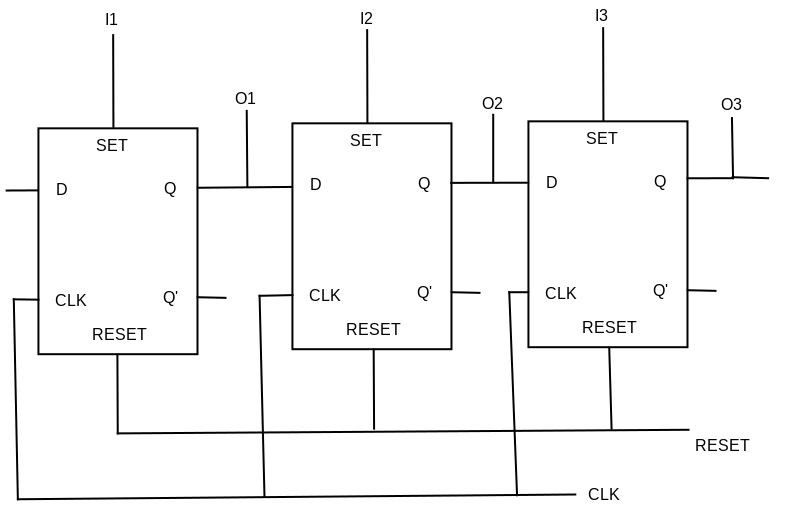 I1
I2
I3
O1
O2
O3
SET
D
Q
CLK
Q'
RESET
SET
D
Q
CLK
Q'
RESET
SET
D
Q
CLK
Q'
RESET
RESET
CLK